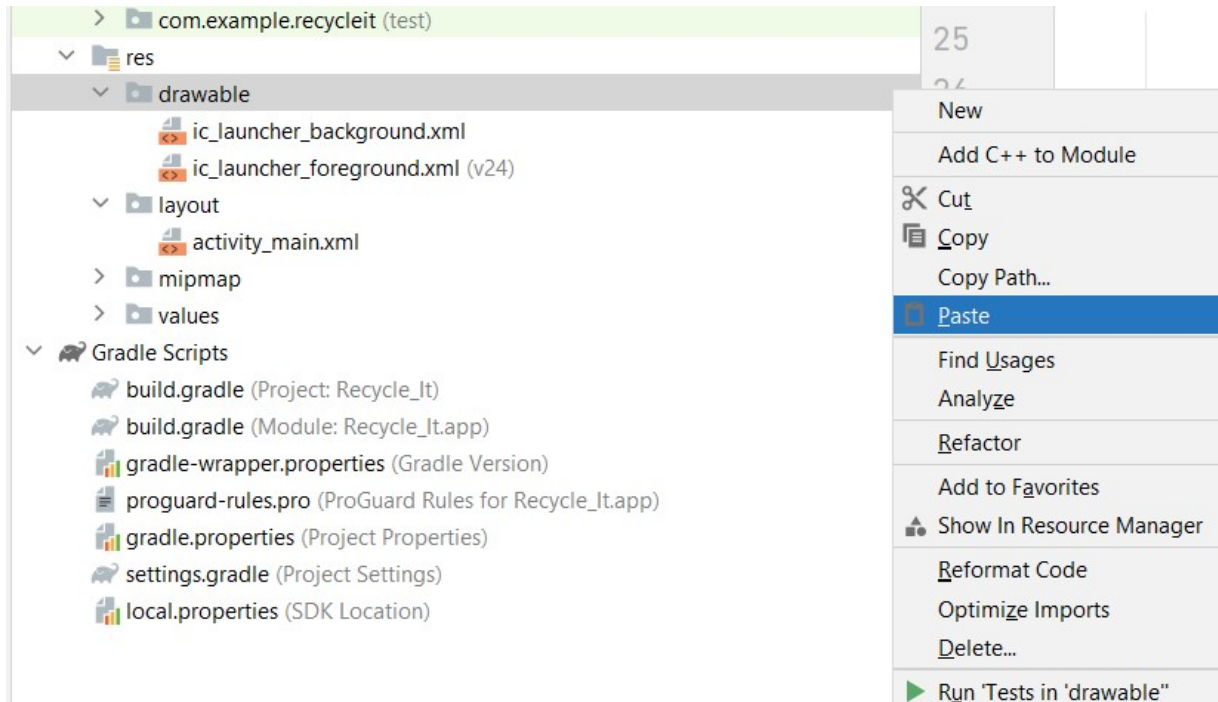 com.example.recycleit (test)
res
drawable
ic_launcher_background.xml
ic_launcher_foreground.xml (v24)
layout
activity_main.xml
mipmap
values
Gradle Scripts
build.gradle (Project: Recycle_It)
build.gradle (Module: Recycle_It.app)
gradle-wrapper.properties (Gradle Version)
proguard-rules.pro (ProGuard Rules for Recycle_It.app)
gradle.properties (Project Properties)
settings.gradle (Project Settings)
local.properties (SDK Location)
25
26
New
Add C++ to Module
Cut
Copy
Copy Path...
Paste
Find Usages
Analyze
Refactor
Add to Favorites
Show In Resource Manager
Reformat Code
Optimize Imports
Delete...
Run 'Tests in 'drawable''